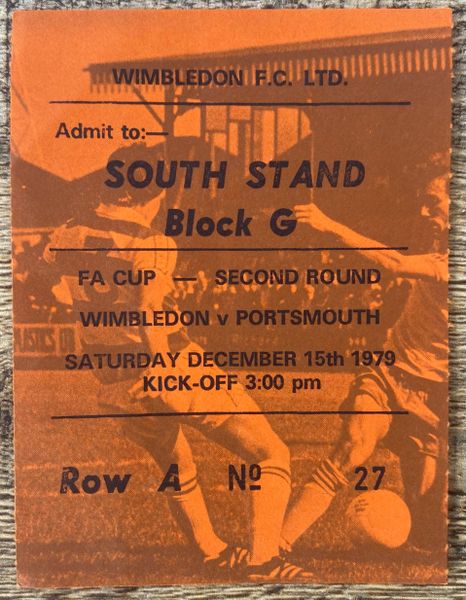 WIMBLEDON F.C. LTD.
Admit to:—
SOUTH STAND
Block G
FA CUP — SECOND ROUND
WIMBLEDON v PORTSMOUTH
SATURDAY DECEMBER 15th 1979
KICK-OFF 3:00 pm
Row A Nº 27